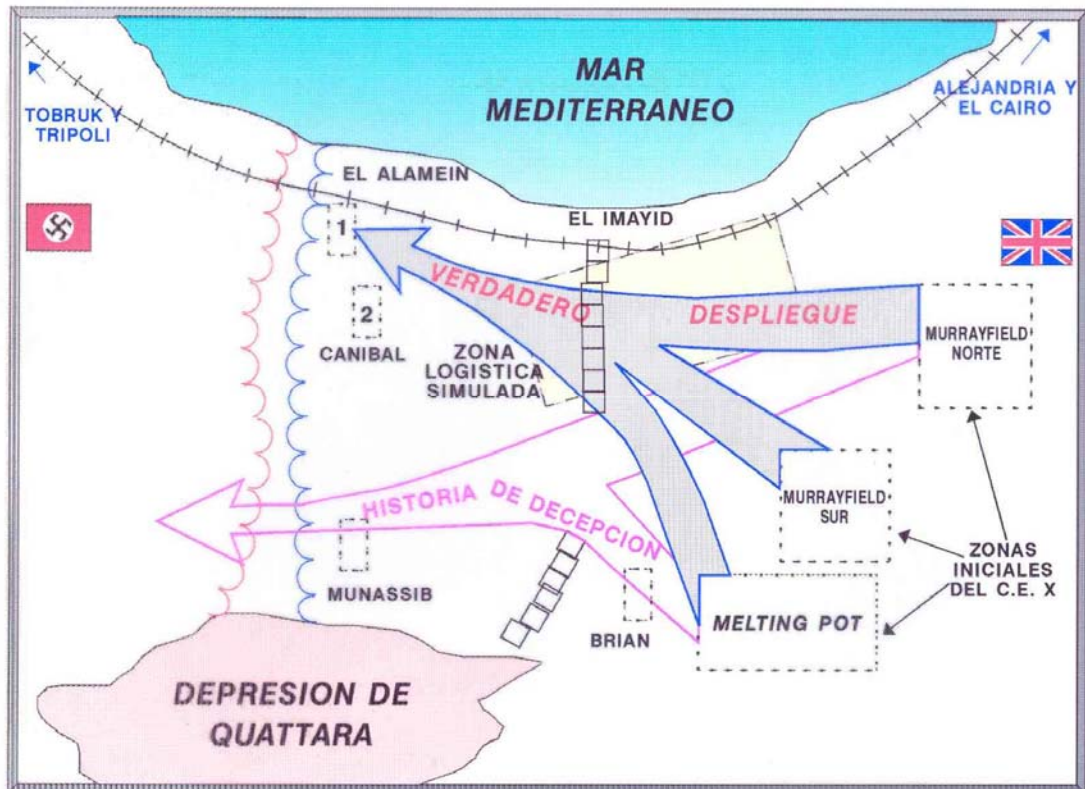 MAR
MEDITERRANEO
TOBRUK Y
TRIPOLI
ALEJANDRIA Y
EL CAIRO
EL ALAMEIN
EL IMAYID
1
2
CANIBAL
VERDADERO DESPLIEGUE
ZONA
LOGISTICA
SIMULADA
MURRAYFIELD
NORTE
HISTORIA DE DECEPCION
MURRAYFIELD
SUR
ZONAS
INICIALES
DEL C.E. X
MUNASSIB
BRIAN
MELTING POT
DEPRESION DE
QUATTARA